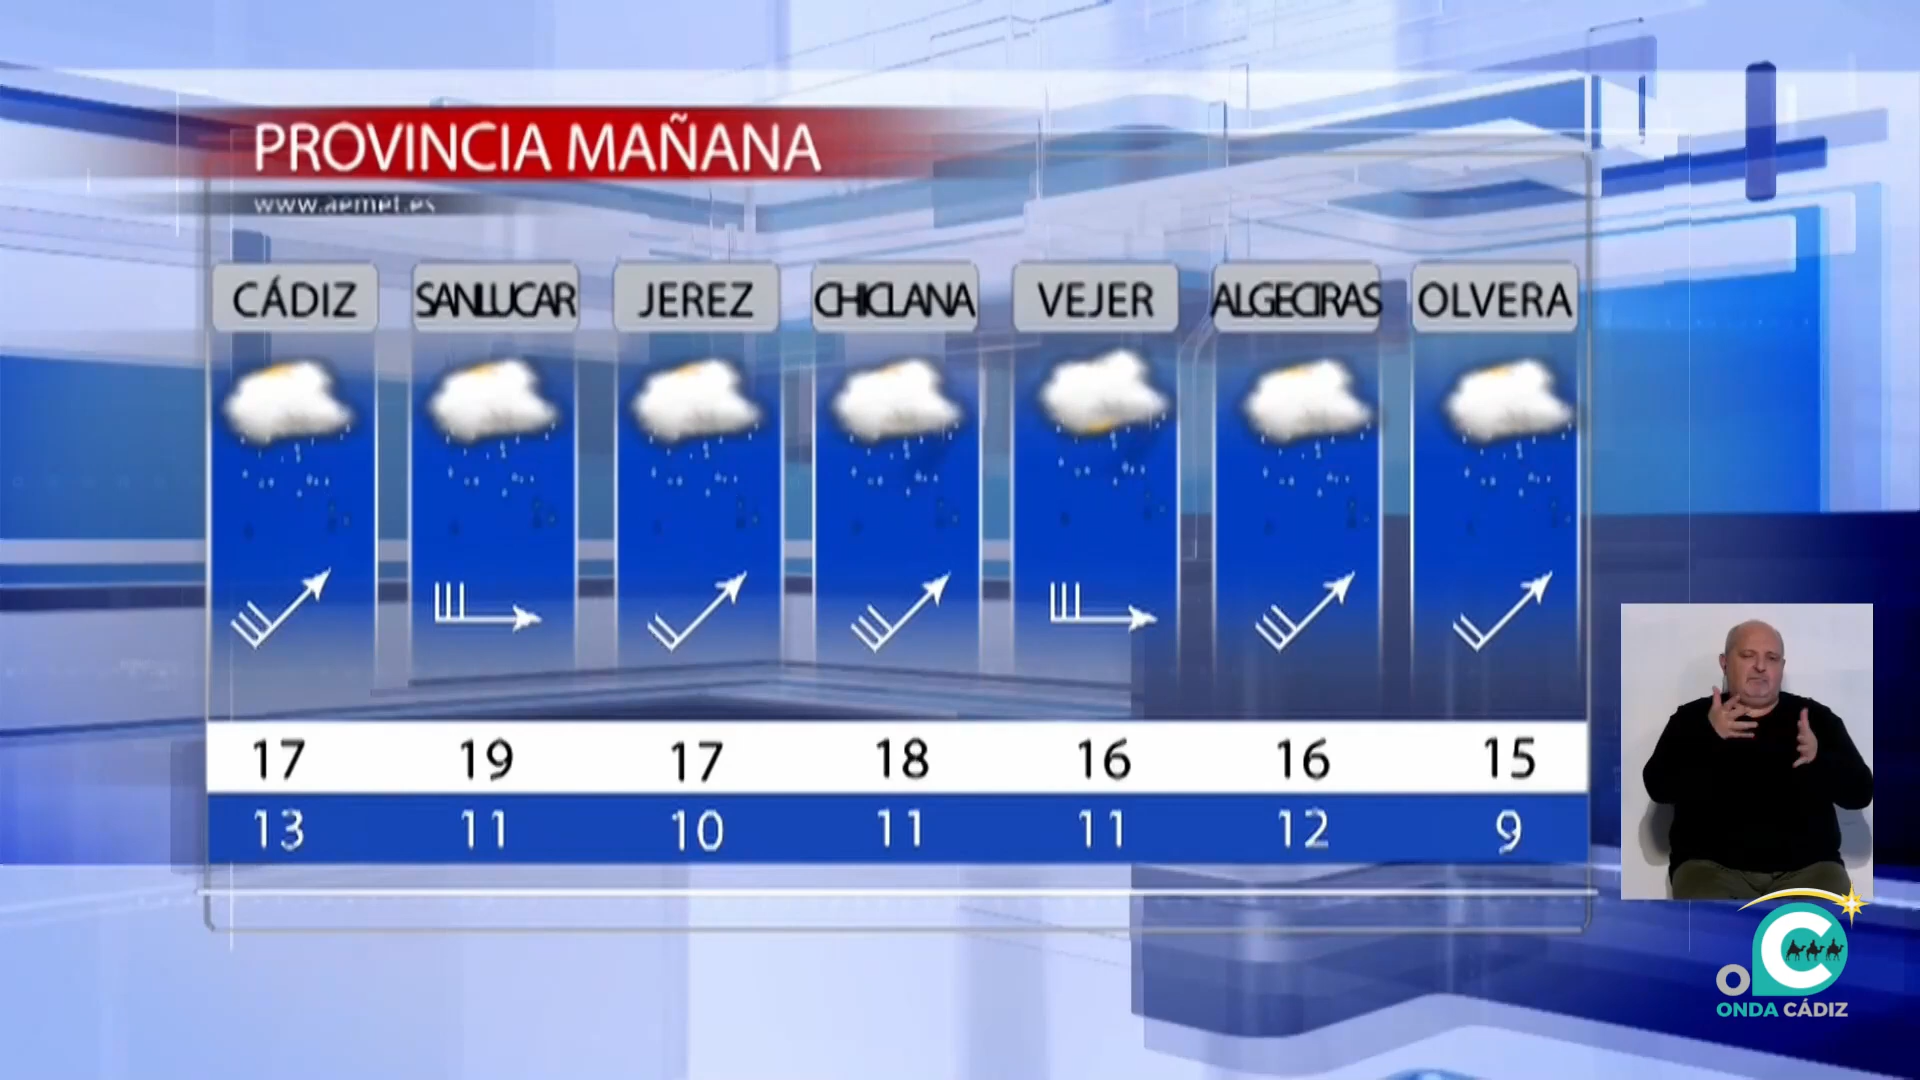 PROVINCIA MAÑANA
www.aemet.es
CÁDIZ SANLUCAR JEREZ CHICLANA VEJER ALGECIRAS OLVERA
17 19 17 18 16 16 15
13 11 10 11 11 12 9
O C
ONDA CÁDIZ